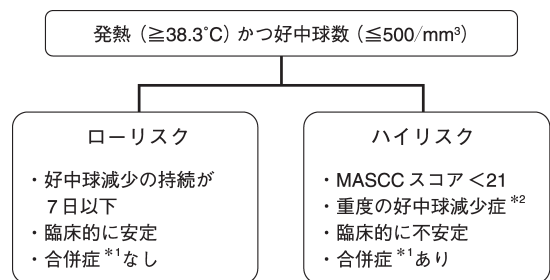 発熱（≧38.3˚C）かつ好中球数（≦500/mm³）
ローリスク
・好中球減少の持続が
7日以下
・臨床的に安定
・合併症*1なし
ハイリスク
・MASCC スコア＜21
・重度の好中球減少症*2
・臨床的に不安定
・合併症*1あり